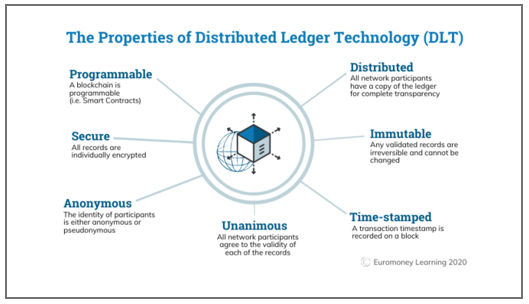 The Properties of Distributed Ledger Technology (DLT)
Programmable
A blockchain is
programmable
(i.e. Smart Contracts)
Secure
All records are
individually encrypted
Anonymous
The identity of participants
is either anonymous or
pseudonymous
Unanimous
All network participants
agree to the validity of
each of the records
Distributed
All network participants
have a copy of the ledger
for complete transparency
Immutable
Any validated records are
irreversible and cannot be
changed
Time-stamped
A transaction timestamp is
recorded on a block
Euromoney Learning 2020